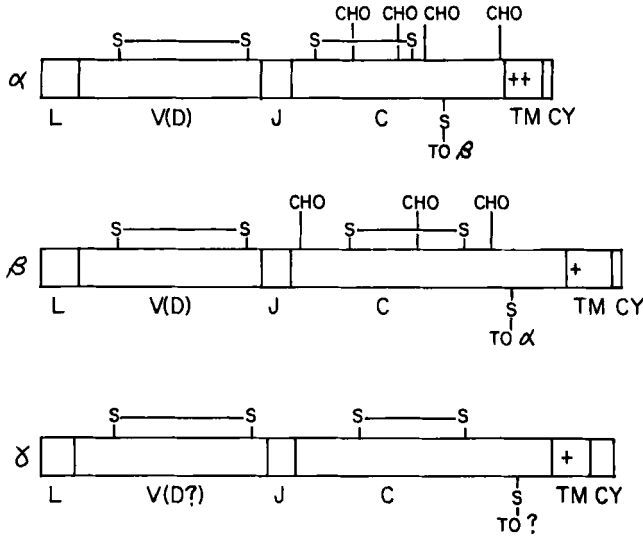 CHO CHO CHO CHO
S S S S
α ++
L V(D) J C S TM CY
TO β
CHO CHO CHO
S S S S
β +
L V(D) J C S TM CY
TO α
S S S S
γ +
L V(D?) J C S TM CY
TO ?